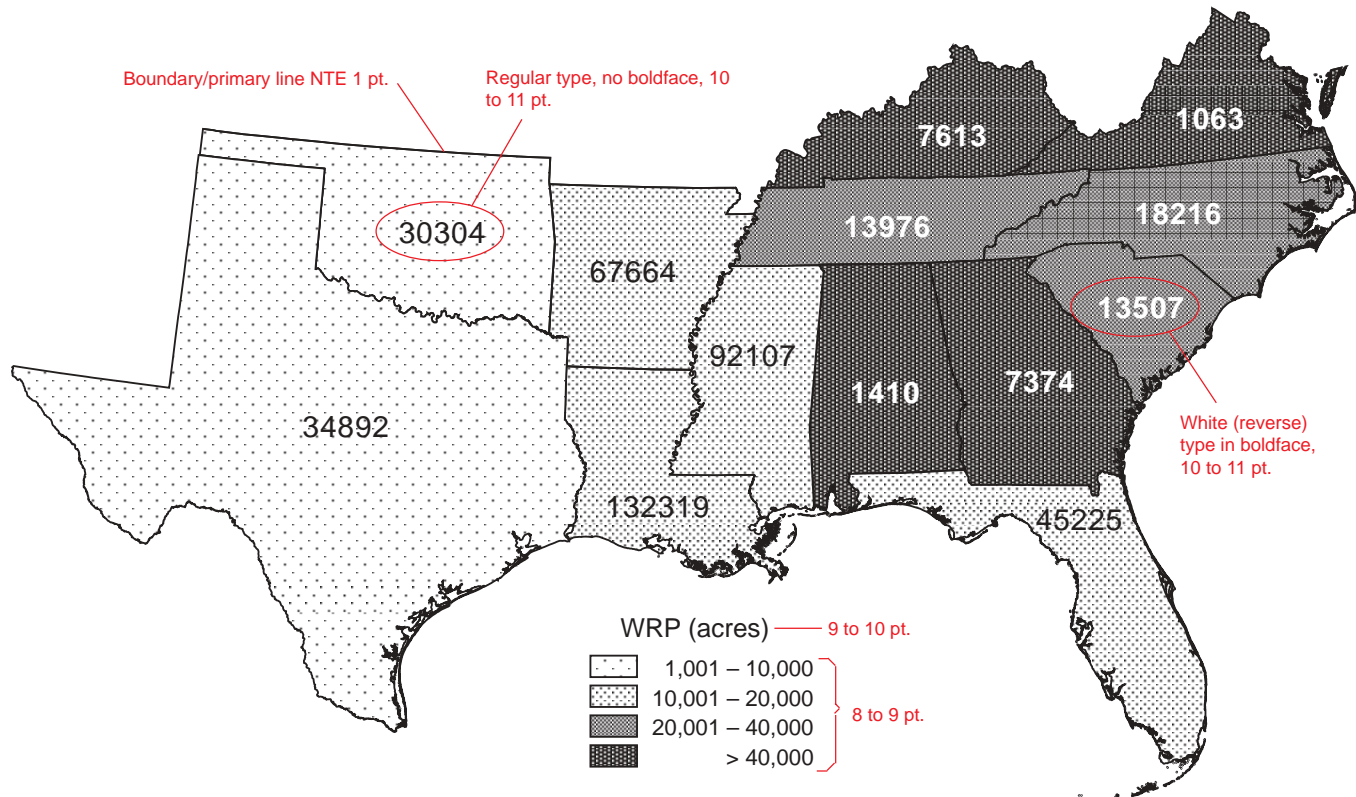 Boundary/primary line NTE 1 pt.
Regular type, no boldface, 10
to 11 pt.
7613
1063
30304
13976
18216
67664
13507
92107
1410
7374
34892
White (reverse)
type in boldface,
10 to 11 pt.
132319
45225
WRP (acres)
9 to 10 pt.
1,001 – 10,000
10,001 – 20,000
8 to 9 pt.
20,001 – 40,000
> 40,000